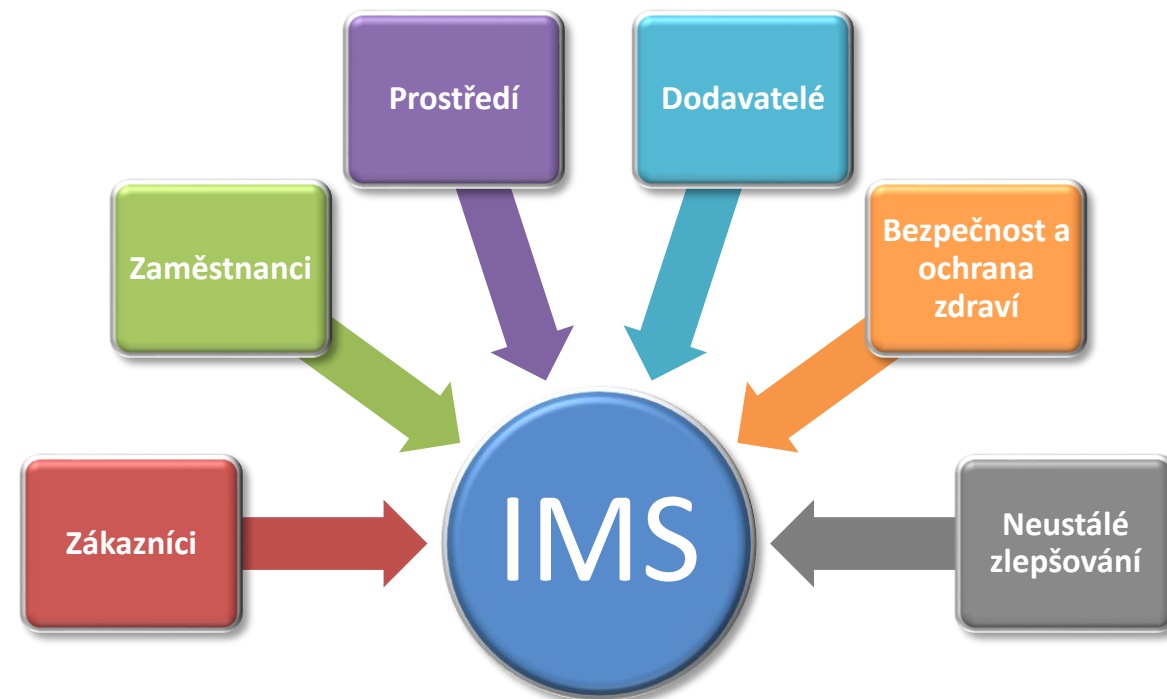 Prostředí
Dodavatelé
Zaměstnanci
Bezpečnost a
ochrana
zdraví
Zákazníci
IMS
Neustálé
zlepšování